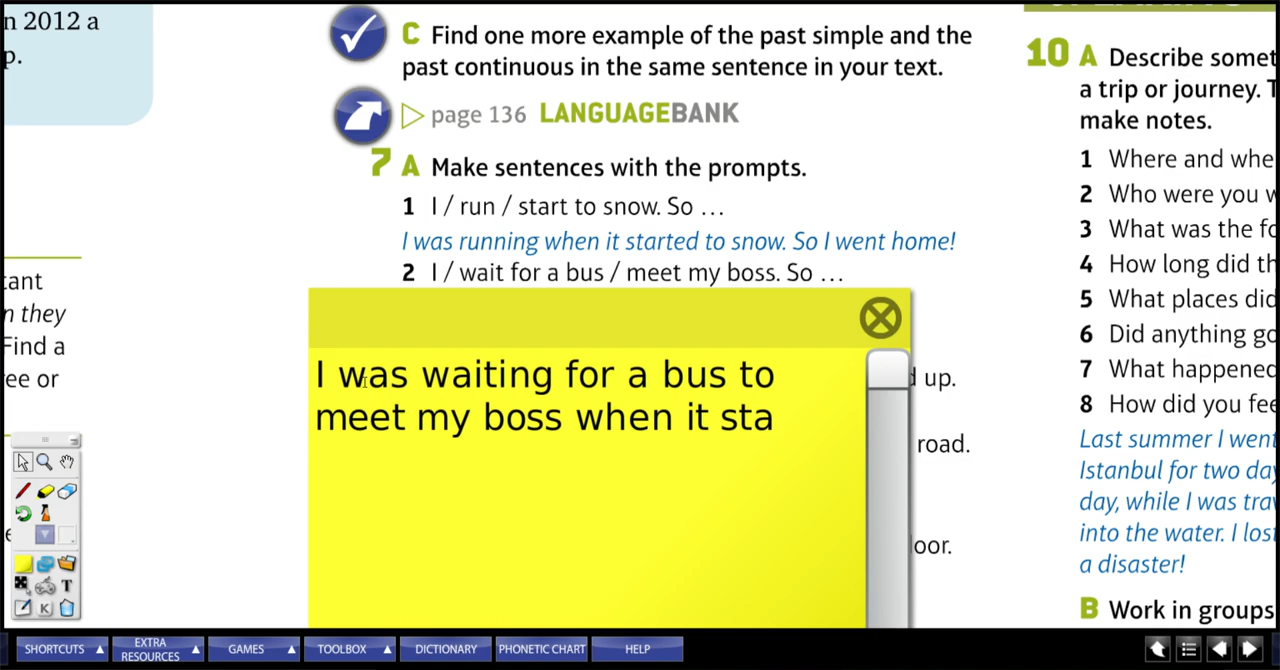 n 2012 a
p.
C Find one more example of the past simple and the
past continuous in the same sentence in your text.
page 136 LANGUAGEBANK
7 A Make sentences with the prompts.
1 I / run / start to snow. So …
I was running when it started to snow. So I went home!
2 I / wait for a bus / meet my boss. So …
I was waiting for a bus to
meet my boss when it sta
d up.
road.
oor.
tant
n they
Find a
ree or
10 A Describe somet
a trip or journey. T
make notes.
1 Where and whe
2 Who were you w
3 What was the fo
4 How long did th
5 What places did
6 Did anything go
7 What happened
8 How did you fee
Last summer I went
Istanbul for two day
day, while I was trav
into the water. I lost
a disaster!
B Work in groups
T
K
SHORTCUTS
EXTRA
RESOURCES
GAMES
TOOLBOX
DICTIONARY
PHONETIC CHART
HELP